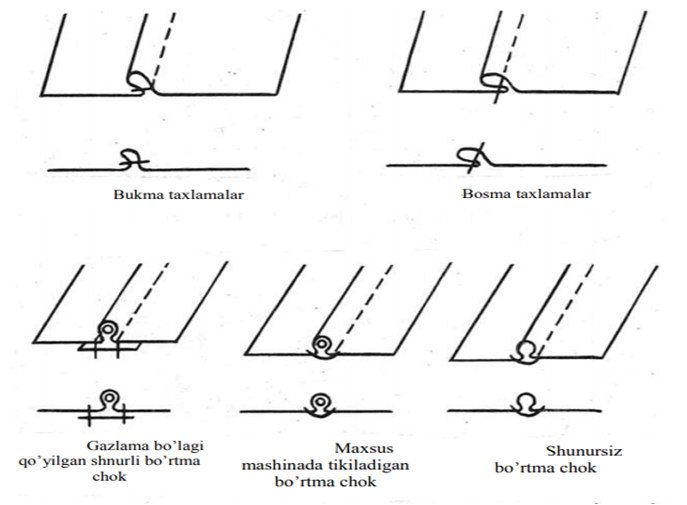 Bukma taxlamalar
Bosma taxlamalar
Gazlama bo’lagi
qo’yilgan shnurli bo’rtma
chok
Maxsus
mashinada tikiladigan
bo’rtma chok
Shunursiz
bo’rtma chok